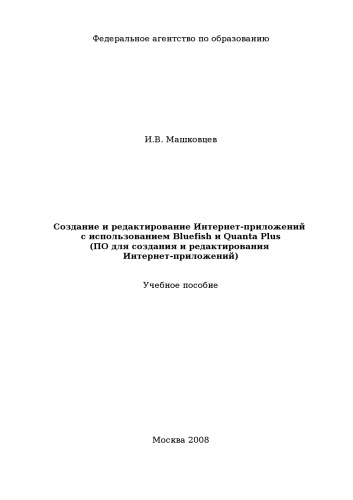 Федеральное агентство по образованию
И.В. Машковцев
Создание и редактирование Интернет-приложений
с использованием Bluefish и Quanta Plus
(ПО для создания и редактирования
Интернет-приложений)
Учебное пособие
Москва 2008